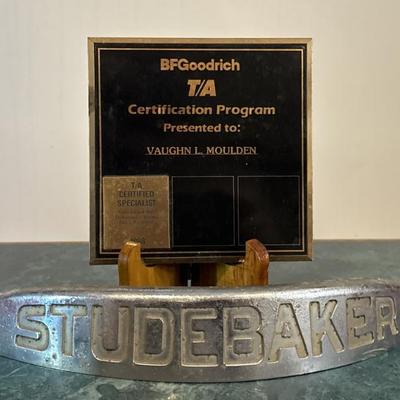 BFGoodrich
T/A
Certification Program
Presented to:
VAUGHN L. MOULDEN
T/A
CERTIFIED
SPECIALIST
STUDEBAKER